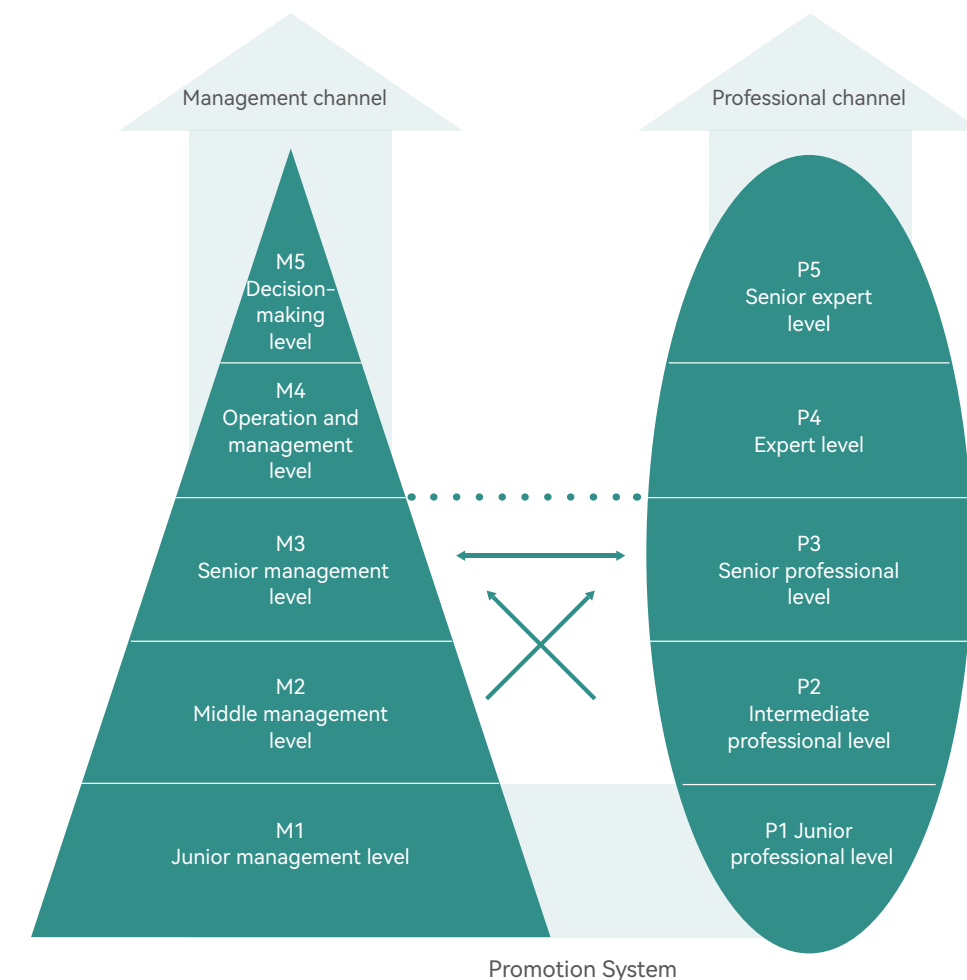 Management channel
Professional channel
M5
Decision-
making
level
M4
Operation and
management
level
M3
Senior management
level
M2
Middle management
level
M1
Junior management level
P5
Senior expert
level
P4
Expert level
P3
Senior professional
level
P2
Intermediate
professional level
P1 Junior
professional level
Promotion System